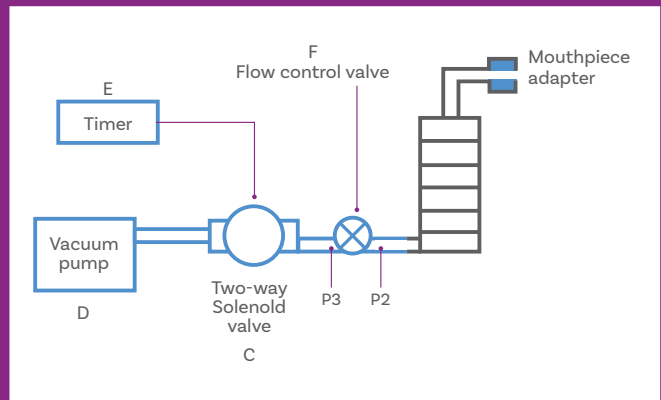 F
Flow control valve
Mouthpiece
adapter
E
Timer
Vacuum
pump
D
Two-way
Solenold
valve
C
P3
P2